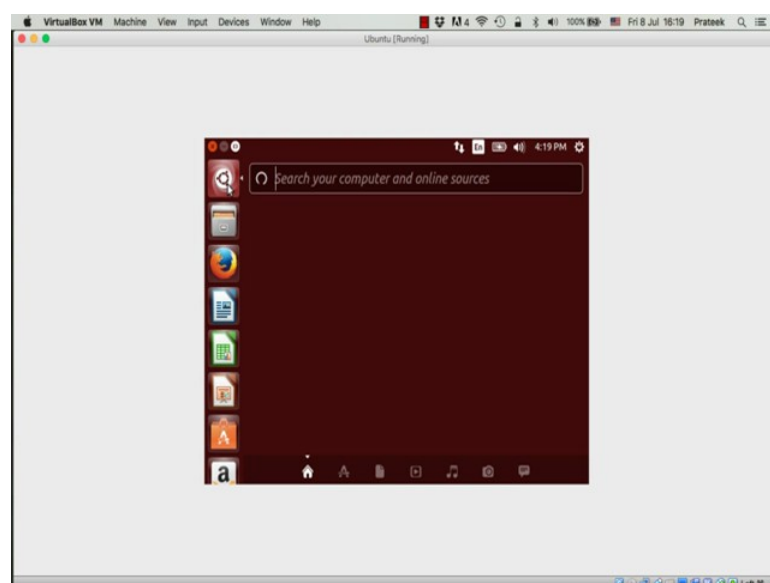 VirtualBox VM Machine View Input Devices Window Help 4 100% Fri 8 Jul 16:19 Prateek
Ubuntu [Running]
En 4:19 PM
Search your computer and online sources
a